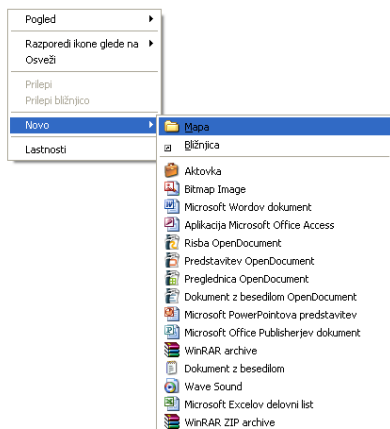 Pogled
Razporedi ikone glede na
Osveži
Prilepi
Prilepi bližnjico
Novo
Lastnosti
Mapa
Bližnjica
Aktovka
Bitmap Image
Microsoft Wordov dokument
Aplikacija Microsoft Office Access
Risba OpenDocument
Predstavitev OpenDocument
Preglednica OpenDocument
Dokument z besedilom OpenDocument
Microsoft PowerPointova predstavitev
Microsoft Office Publisherjev dokument
WinRAR archive
Dokument z besedilom
Wave Sound
Microsoft Excelov delovni list
WinRAR ZIP archive